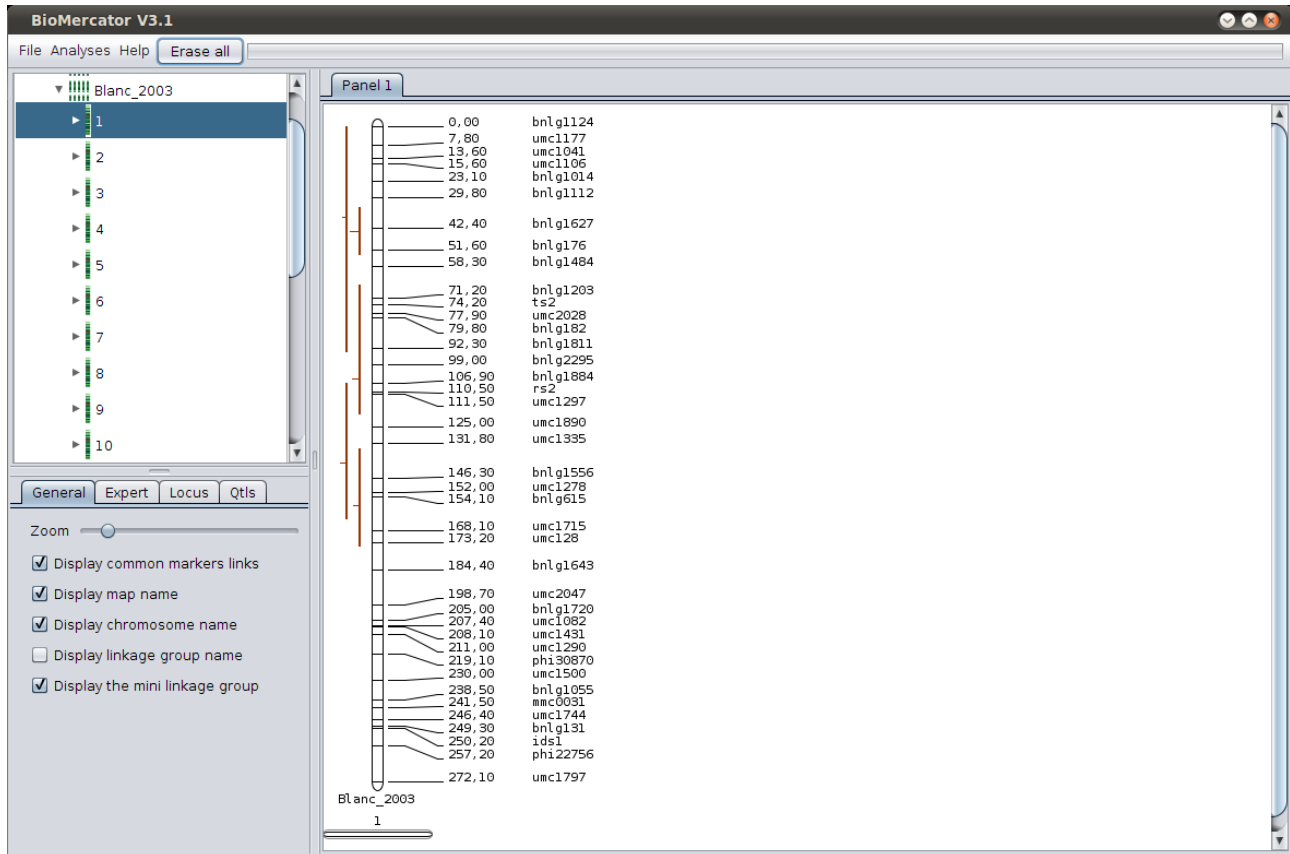 BioMercator V3.1
File Analyses Help Erase all
Blanc_2003
1
2
3
4
5
6
7
8
9
10
General Expert Locus Qtls
Zoom
Display common markers links
Display map name
Display chromosome name
Display linkage group name
Display the mini linkage group
Panel 1
0,00 bnlg1124
7,80 umc1177
13,60 umc1041
15,60 umc1106
23,10 bnlg1014
29,80 bnlg1112
42,40 bnlg1627
51,60 bnlg176
58,30 bnlg1484
71,20 bnlg1203
74,20 ts2
77,90 umc2028
79,80 bnlg182
92,30 bnlg1811
99,00 bnlg2295
106,90 bnlg1884
110,50 rs2
111,50 umc1297
125,00 umc1890
131,80 umc1335
146,30 bnlg1556
152,00 umc1278
154,10 bnlg615
168,10 umc1715
173,20 umc128
184,40 bnlg1643
198,70 umc2047
205,00 bnlg1720
207,40 umc1082
208,10 umc1431
211,00 umc1290
219,10 phi30870
230,00 umc1500
238,50 bnlg1055
241,50 mmc0031
246,40 umc1744
249,30 bnlg131
250,20 ids1
257,20 phi22756
272,10 umc1797
Blanc_2003
1